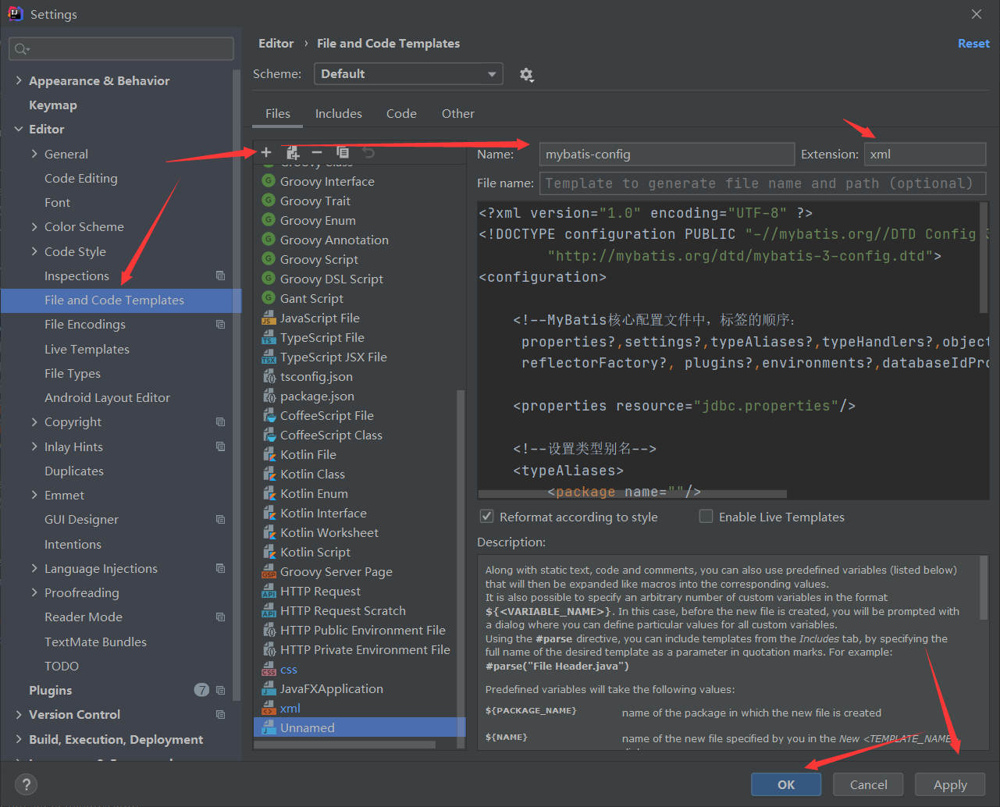 Settings
Appearance & Behavior
Keymap
Editor
General
Code Editing
Font
Color Scheme
Code Style
Inspections
File and Code Templates
File Encodings
Live Templates
File Types
Android Layout Editor
Copyright
Inlay Hints
Duplicates
Emmet
GUI Designer
Intentions
Language Injections
Proofreading
Reader Mode
TextMate Bundles
TODO
Plugins 7
Version Control
Build, Execution, Deployment
Editor › File and Code Templates
Reset
Scheme: Default
Files Includes Code Other
Groovy Class
Groovy Interface
Groovy Trait
Groovy Enum
Groovy Annotation
Groovy Script
Groovy DSL Script
Gant Script
JavaScript File
TypeScript File
TypeScript JSX File
tsconfig.json
package.json
CoffeeScript File
CoffeeScript Class
Kotlin File
Kotlin Class
Kotlin Enum
Kotlin Interface
Kotlin Worksheet
Kotlin Script
Groovy Server Page
HTTP Request
HTTP Request Scratch
HTTP Public Environment File
HTTP Private Environment File
css
JavaFXApplication
xml
Unnamed
Name: mybatis-config Extension: xml
File name: Template to generate file name and path (optional)
<?xml version="1.0" encoding="UTF-8" ?>
<!DOCTYPE configuration PUBLIC "-//mybatis.org//DTD Config 3
"http://mybatis.org/dtd/mybatis-3-config.dtd">
<configuration>
<!--MyBatis核心配置文件中，标签的顺序：
properties?,settings?,typeAliases?,typeHandlers?,object
reflectorFactory?, plugins?,environments?,databaseIdPro
<properties resource="jdbc.properties"/>
<!--设置类型别名-->
<typeAliases>
<package name=""/>
Reformat according to style Enable Live Templates
Description:
Along with static text, code and comments, you can also use predefined variables (listed below)
that will then be expanded like macros into the corresponding values.
It is also possible to specify an arbitrary number of custom variables in the format
${<VARIABLE_NAME>}. In this case, before the new file is created, you will be prompted with
a dialog where you can define particular values for all custom variables.
Using the #parse directive, you can include templates from the Includes tab, by specifying the
full name of the desired template as a parameter in quotation marks. For example:
#parse("File Header.java")
Predefined variables will take the following values:
${PACKAGE_NAME} name of the package in which the new file is created
${NAME} name of the new file specified by you in the New <TEMPLATE_NAME>
? OK Cancel Apply